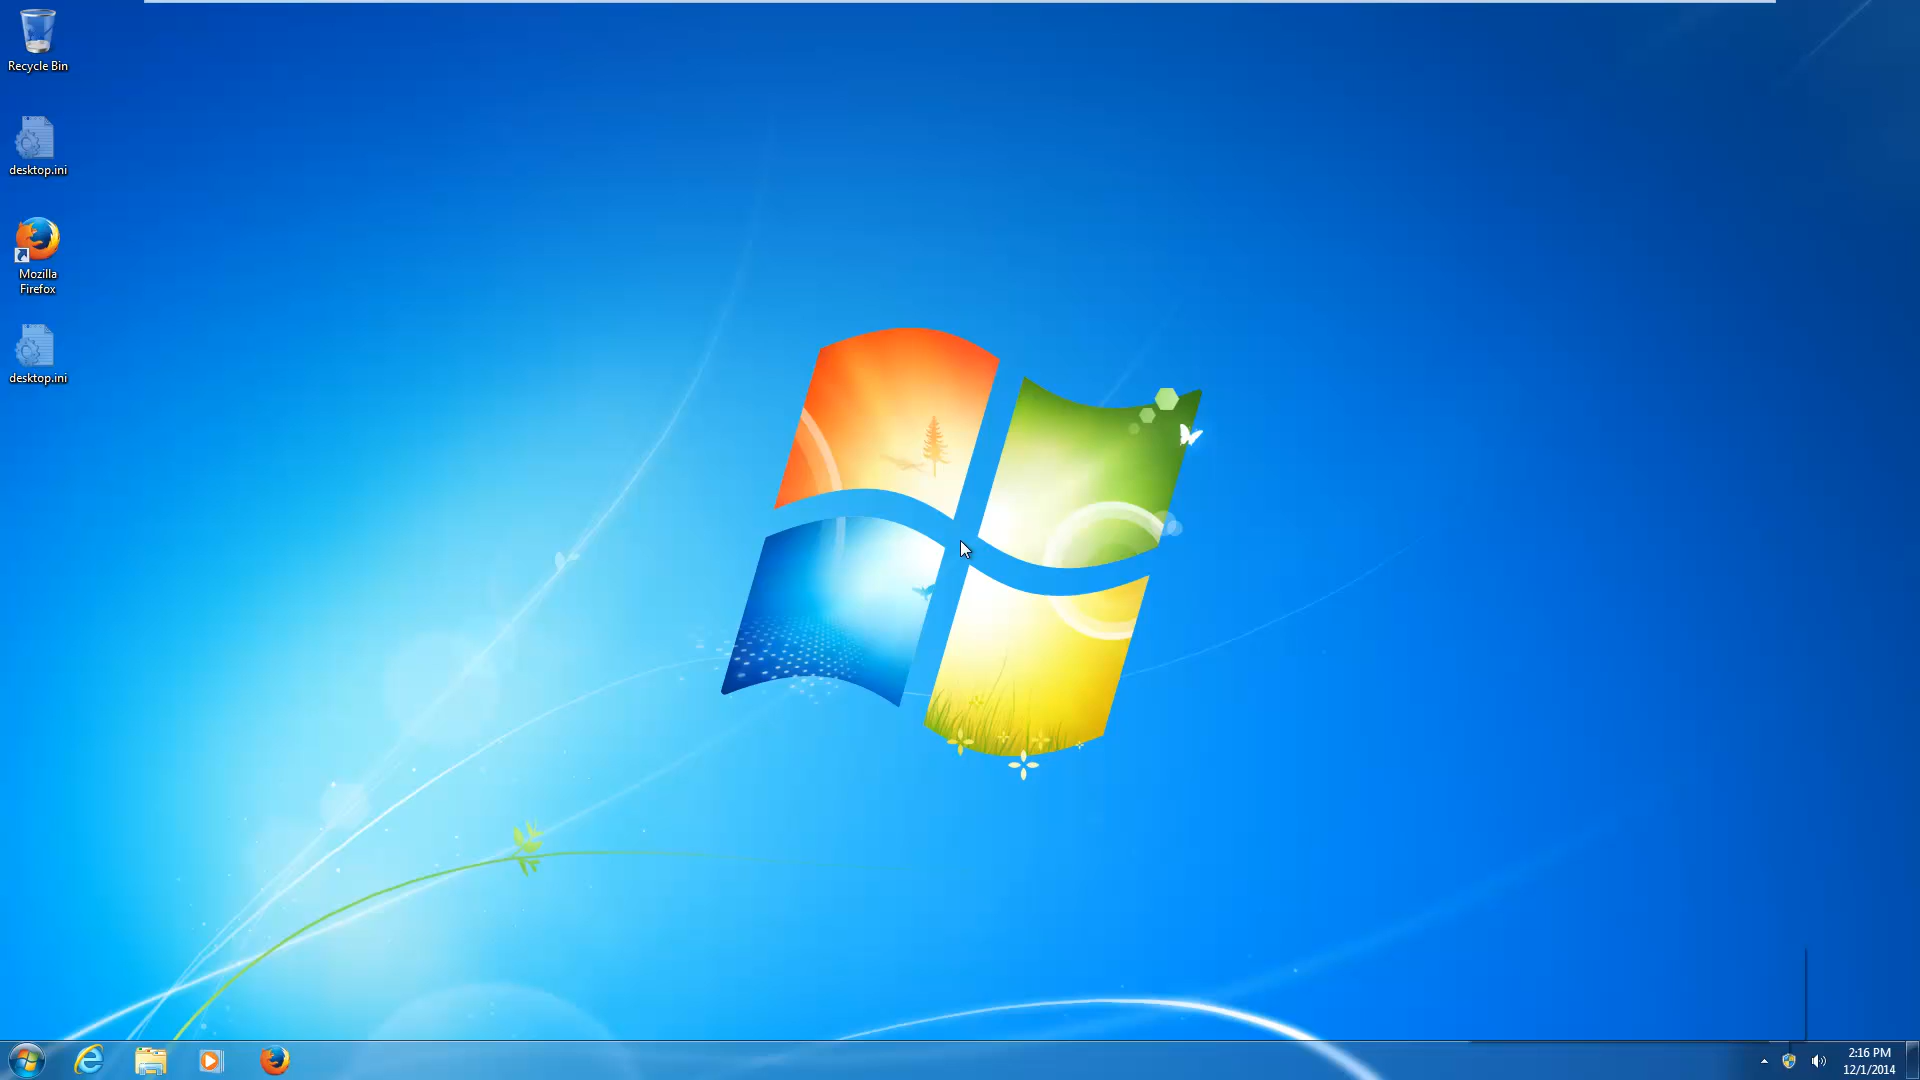 Recycle Bin
desktop.ini
Mozilla
Firefox
desktop.ini
2:16 PM
12/1/2014